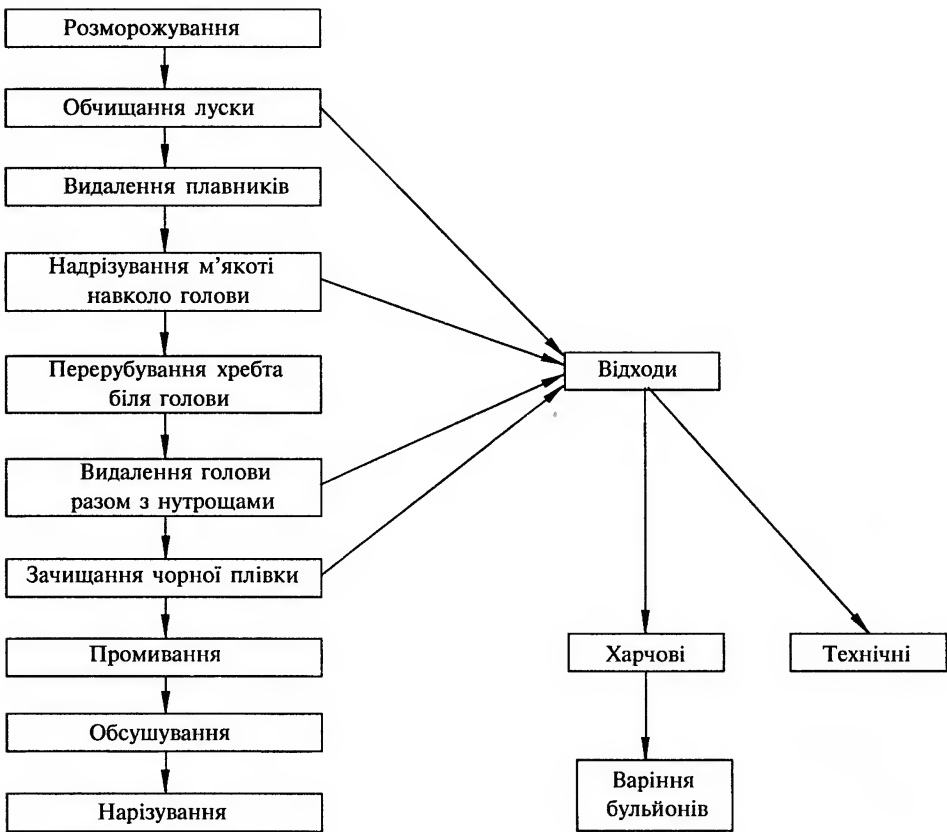 Розморожування
Обчищання луски
Видалення плавників
Надрізування м’якоті
навколо голови
Перерубування хребта
біля голови
Видалення голови
разом з нутрощами
Зачищання чорної плівки
Промивання
Обсушування
Нарізування
Відходи
Харчові
Технічні
Варіння
бульйонів